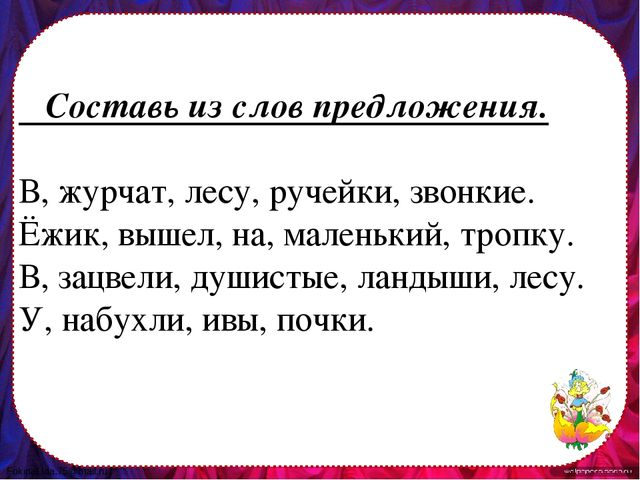 Составь из слов предложения.
В, журчат, лесу, ручейки, звонкие.
Ёжик, вышел, на, маленький, тропку.
В, зацвели, душистые, ландыши, лесу.
У, набухли, ивы, почки.